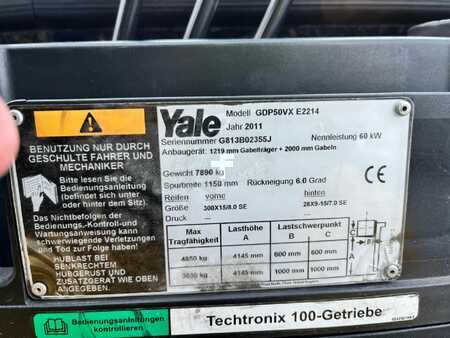 BENUTZUNG NUR DURCH
GESCHULTE FAHRER UND
MECHANIKER
Bitte lesen Sie die
Bedienungsanleitung
(befindet sich unter
oder hinter dem Sitz).
Das Nichtbefolgen der
Bedienungs.-Kontroll-und
Wartungsanweisung kann
schwierwiegende Verletzungen
und Tod zur Folge haben!
HUBLAST BEI
SENKRECHTEM
HUBGERUEST UND
ZUSATZGERÄT WIE OBEN
ANGEGEBEN.
Yale
Modell GDP50VX E2214
Jahr 2011
Seriennummer G813B02355J
Nennleistung 60 kW
Anbaugerät: 1219 mm Gabelträger + 2000 mm Gabeln
Gewicht 7890 kg
CE
Spurbreite 1150 mm Rückneigung 6.0 Grad
Reifen vorne hinten
Größe 300X15/8.0 SE 28X9-15/7.0 SE
Druck
Max Tragfähigkeit Lasthöhe A Lastschwerpunkt B C
4850 kg 4145 mm 600 mm 600 mm
4145 mm 1000 mm 1000 mm
A
B
Bedienungsanleitungen
kontrollieren
Techtronix 100-Getriebe